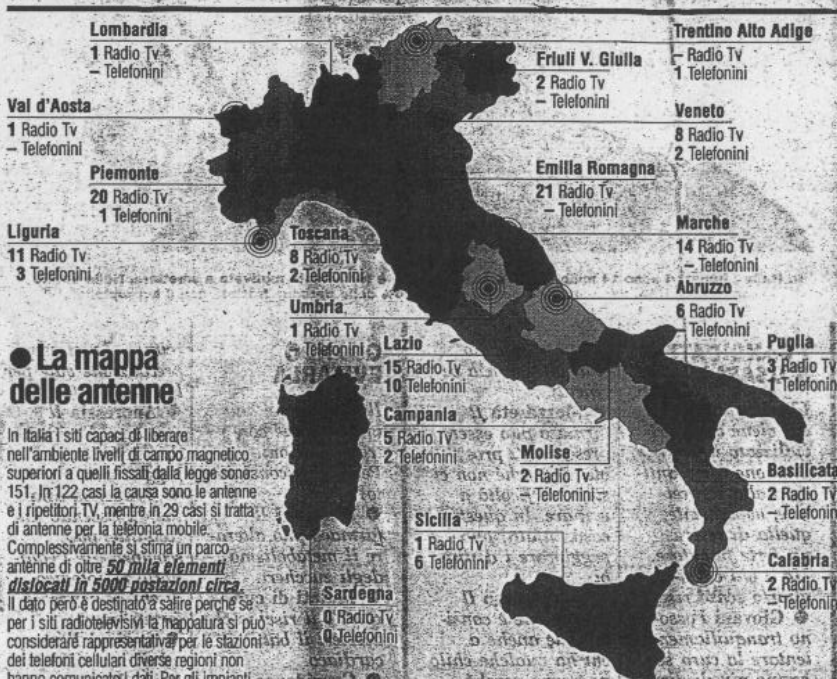 Lombardia
1 Radio Tv
– Telefonini
Trentino Alto Adige
– Radio Tv
1 Telefonini
Friuli V. Giulia
2 Radio Tv
– Telefonini
Val d'Aosta
1 Radio Tv
– Telefonini
Veneto
8 Radio Tv
2 Telefonini
Piemonte
20 Radio Tv
1 Telefonini
Emilia Romagna
21 Radio Tv
– Telefonini
Liguria
11 Radio Tv
3 Telefonini
Toscana
8 Radio Tv
2 Telefonini
Marche
14 Radio Tv
– Telefonini
Umbria
1 Radio Tv
Telefonini
Abruzzo
6 Radio Tv
Telefonini
Lazio
15 Radio Tv
10 Telefonini
Puglia
3 Radio Tv
1 Telefonini
Campania
5 Radio Tv
2 Telefonini
Molise
2 Radio Tv
– Telefonini
Basilicata
2 Radio Tv
– Telefonini
Sicilia
1 Radio Tv
6 Telefonini
Calabria
2 Radio Tv
– Telefonini
Sardegna
0 Radio Tv
0 Telefonini
● La mappa
delle antenne
In Italia i siti capaci di liberare
nell'ambiente livelli di campo magnetico
superiori a quelli fissati dalla legge sono
151. In 122 casi la causa sono le antenne
e i ripetitori TV, mentre in 29 casi si tratta
di antenne per la telefonia mobile.
Complessivamente si stima un parco
antenne di oltre 50 mila elementi
dislocati in 5000 postazioni circa.
Il dato però è destinato a salire perché se
per i siti radiotelevisivi la mappatura si può
considerare rappresentativa, per le stazioni
dei telefoni cellulari diverse regioni non
hanno comunicato i dati. Per gli impianti